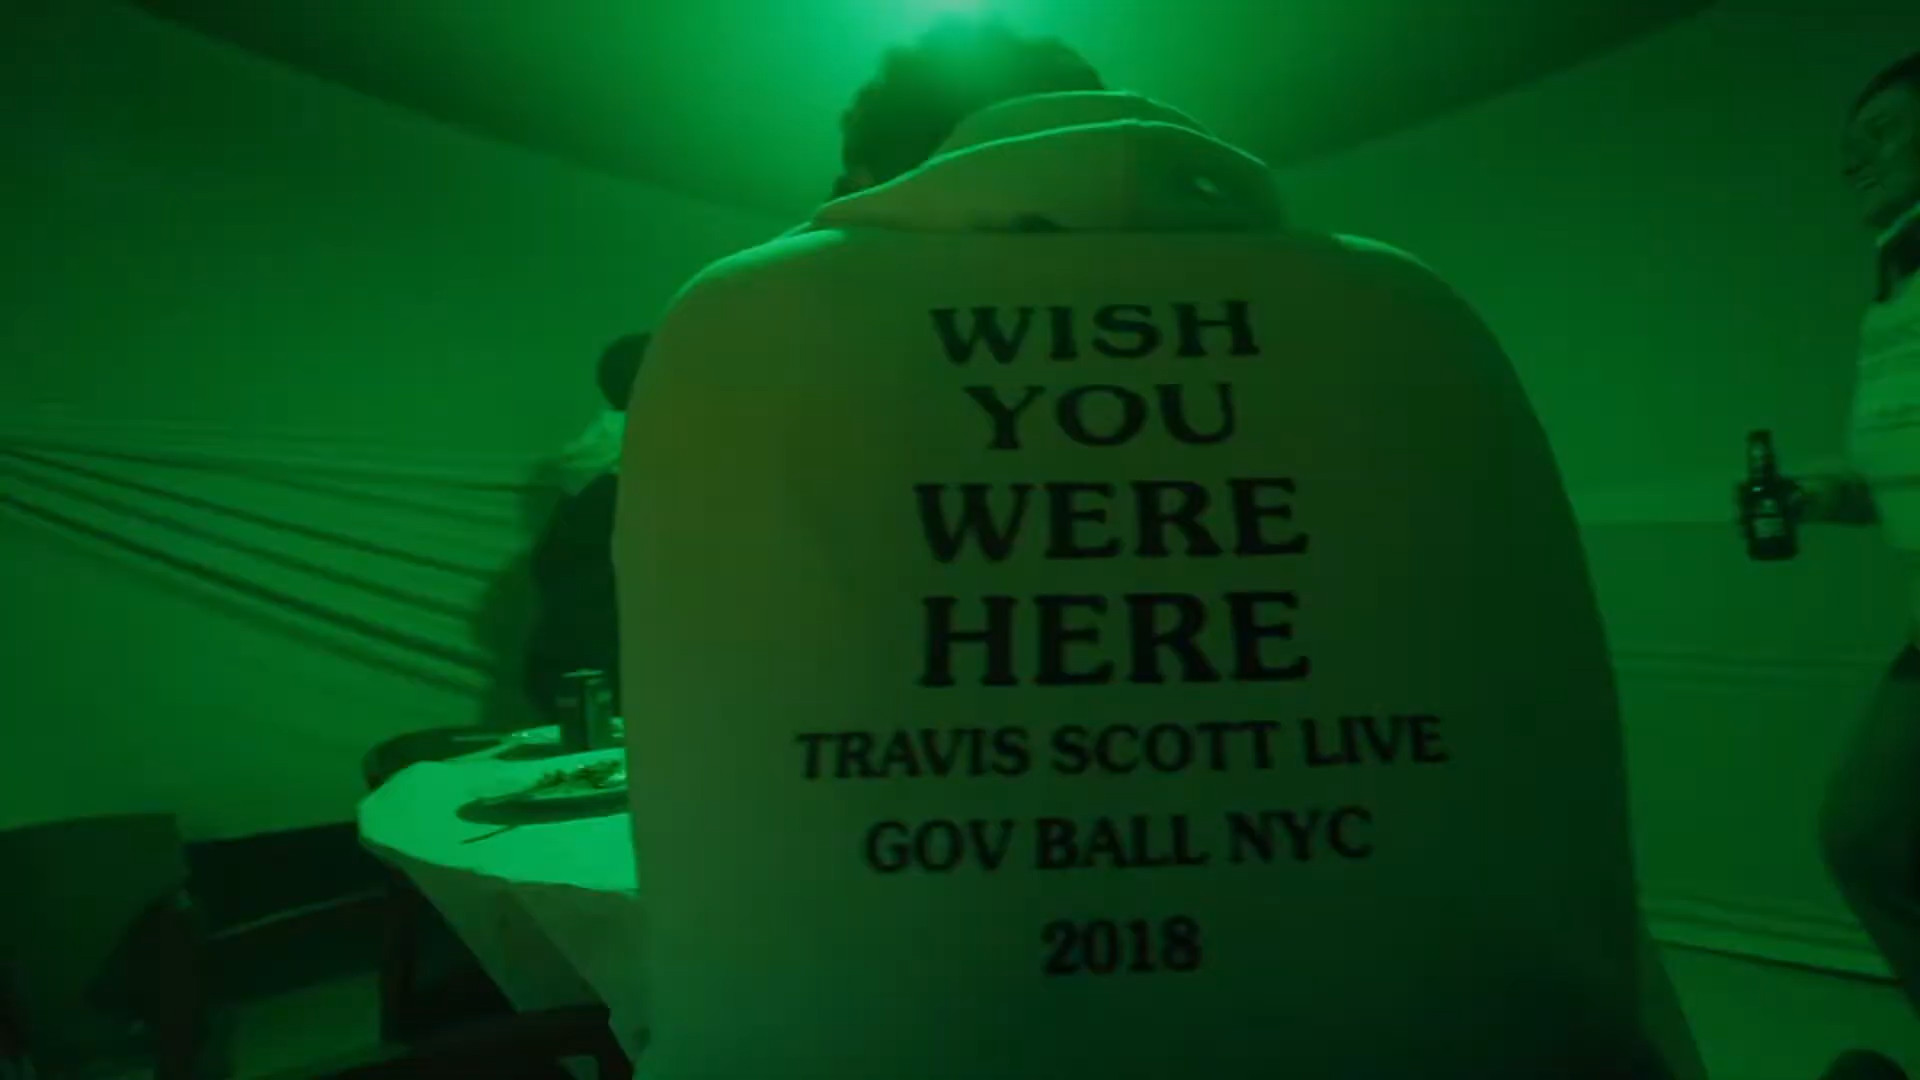 WISH
YOU
WERE
HERE
TRAVIS SCOTT LIVE
GOV BALL NYC
2018